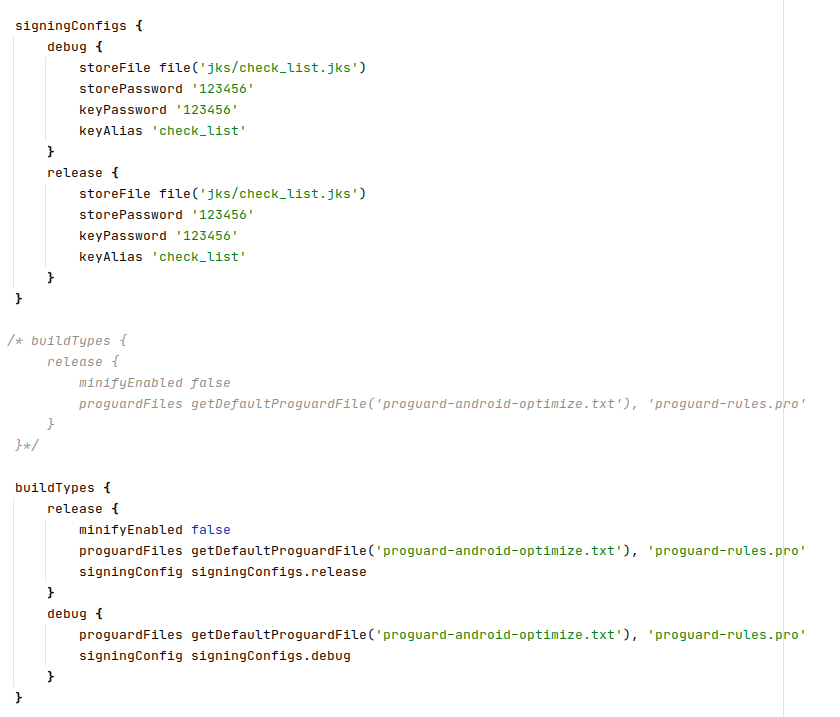 signingConfigs {
    debug {
        storeFile file('jks/check_list.jks')
        storePassword '123456'
        keyPassword '123456'
        keyAlias 'check_list'
    }
    release {
        storeFile file('jks/check_list.jks')
        storePassword '123456'
        keyPassword '123456'
        keyAlias 'check_list'
    }
}
/* buildTypes {
    release {
        minifyEnabled false
        proguardFiles getDefaultProguardFile('proguard-android-optimize.txt'), 'proguard-rules.pro'
    }
}*/
buildTypes {
    release {
        minifyEnabled false
        proguardFiles getDefaultProguardFile('proguard-android-optimize.txt'), 'proguard-rules.pro'
        signingConfig signingConfigs.release
    }
    debug {
        proguardFiles getDefaultProguardFile('proguard-android-optimize.txt'), 'proguard-rules.pro'
        signingConfig signingConfigs.debug
    }
}